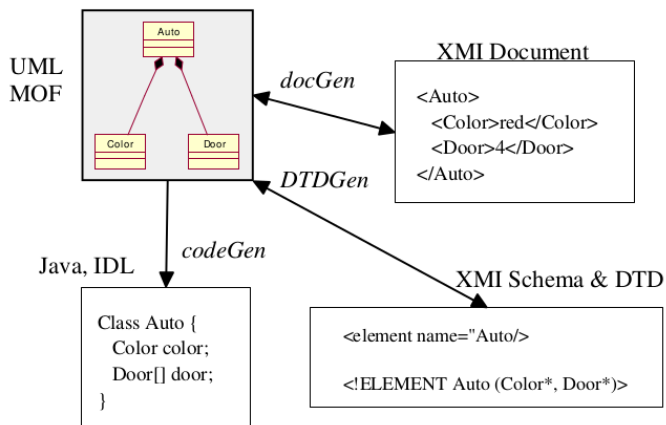 Auto
UML
MOF
Color
Door
docGen
XMI Document
<Auto>
<Color>red</Color>
<Door>4</Door>
</Auto>
DTDGen
codeGen
Java, IDL
Class Auto {
Color color;
Door[] door;
}
XMI Schema & DTD
<element name="Auto/>
<!ELEMENT Auto (Color*, Door*)>